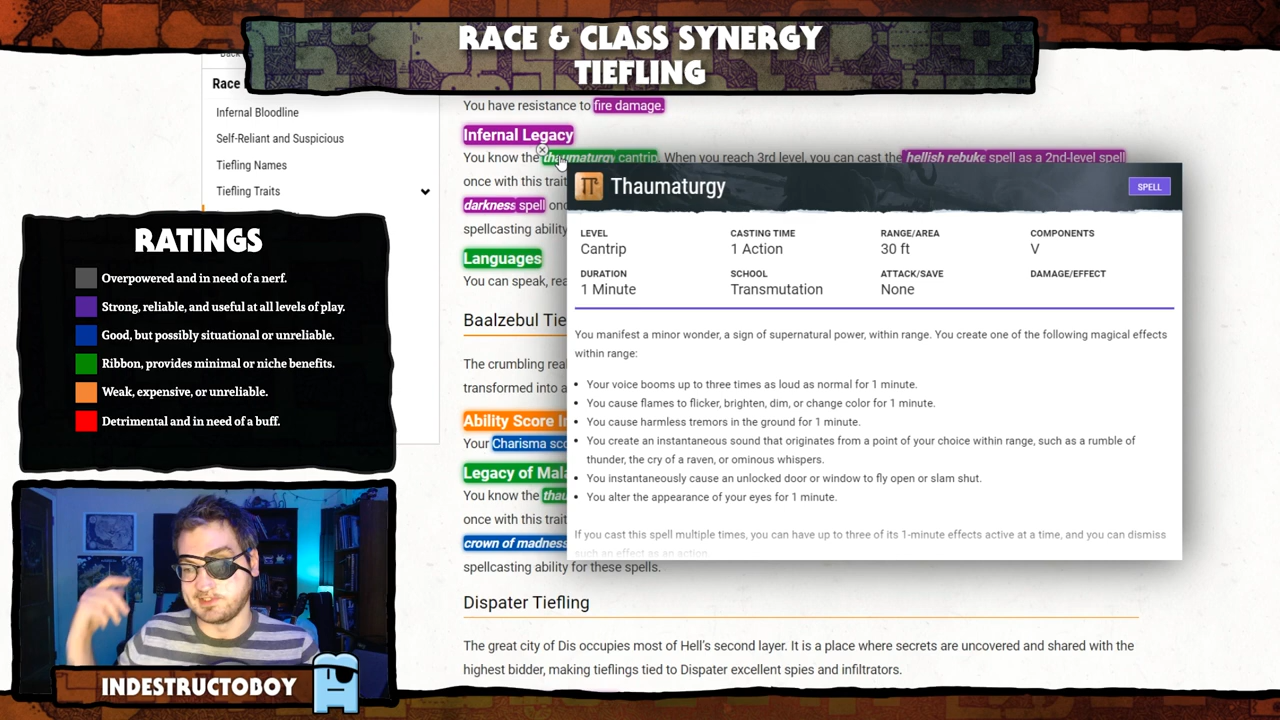 RACE & CLASS SYNERGY
TIEFLING
Race
Infernal Bloodline
Self-Reliant and Suspicious
Tiefling Names
Tiefling Traits
You have resistance to fire damage.
Infernal Legacy
You know the thaumaturgy cantrip. When you reach 3rd level, you can cast the hellish rebuke spell as a 2nd-level spell
once with this trait
darkness spell
spellcasting ability
Languages
You can speak,
Baalzebul
The crumbling
transformed into a
Ability Score
Your Charisma
Legacy of
You know the
once with this trait
crown of madness
spellcasting ability for these spells.
Dispater Tiefling
The great city of Dis occupies most of Hell's second layer. It is a place where secrets are uncovered and shared with the
highest bidder, making tieflings tied to Dispater excellent spies and infiltrators.
Thaumaturgy
SPELL
LEVEL
Cantrip
CASTING TIME
1 Action
RANGE/AREA
30 ft
COMPONENTS
V
DURATION
1 Minute
SCHOOL
Transmutation
ATTACK/SAVE
None
DAMAGE/EFFECT
You manifest a minor wonder, a sign of supernatural power, within range. You create one of the following magical effects
within range:
• Your voice booms up to three times as loud as normal for 1 minute.
• You cause flames to flicker, brighten, dim, or change color for 1 minute.
• You cause harmless tremors in the ground for 1 minute.
• You create an instantaneous sound that originates from a point of your choice within range, such as a rumble of
thunder, the cry of a raven, or ominous whispers.
• You instantaneously cause an unlocked door or window to fly open or slam shut.
• You alter the appearance of your eyes for 1 minute.
If you cast this spell multiple times, you can have up to three of its 1-minute effects active at a time, and you can dismiss
such an effect as an action.
RATINGS
Overpowered and in need of a nerf.
Strong, reliable, and useful at all levels of play.
Good, but possibly situational or unreliable.
Ribbon, provides minimal or niche benefits.
Weak, expensive, or unreliable.
Detrimental and in need of a buff.
INDESTRUCTOBOY